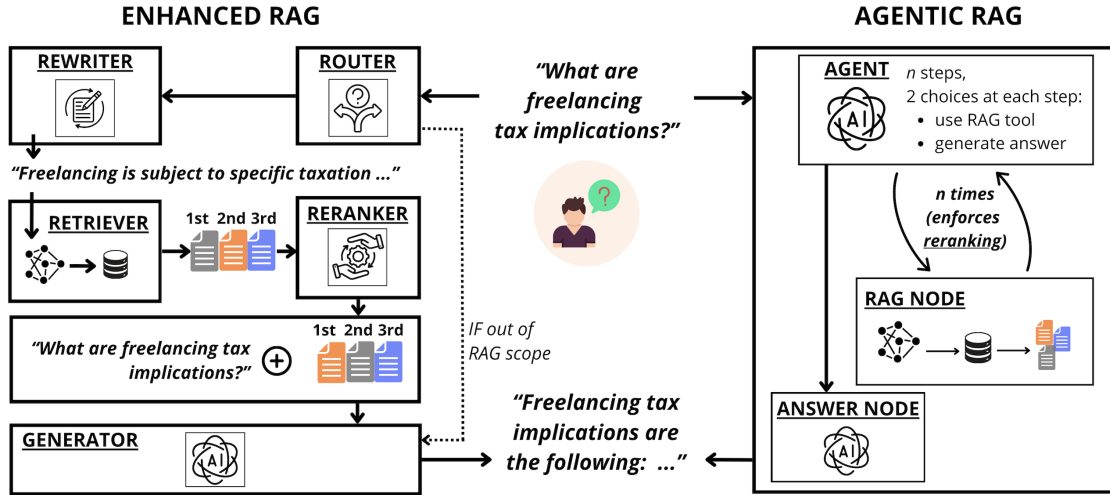 ENHANCED RAG
REWRITER
ROUTER
“Freelancing is subject to specific taxation ...”
RETRIEVER
1st 2nd 3rd
RERANKER
1st 2nd 3rd
“What are freelancing tax
implications?”
IF out of
RAG scope
GENERATOR
AI
“What are
freelancing
tax implications?”
?
“Freelancing tax
implications are
the following: ...”
AGENTIC RAG
AGENT
AI
n steps,
2 choices at each step:
• use RAG tool
• generate answer
n times
(enforces
reranking)
RAG NODE
ANSWER NODE
AI